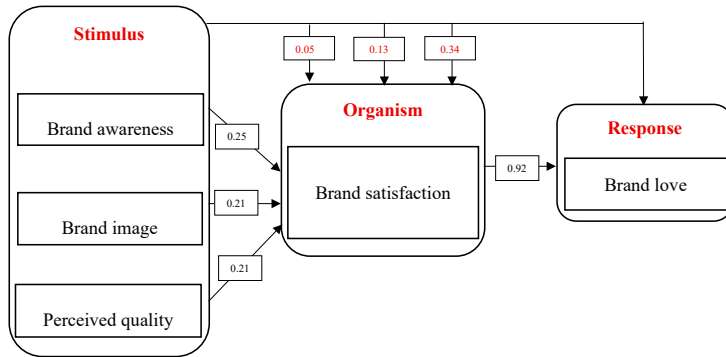 Stimulus
0.05
0.13
0.34
Organism
Brand awareness
0.25
Response
Brand satisfaction
0.92
Brand love
Brand image
0.21
0.21
Perceived quality